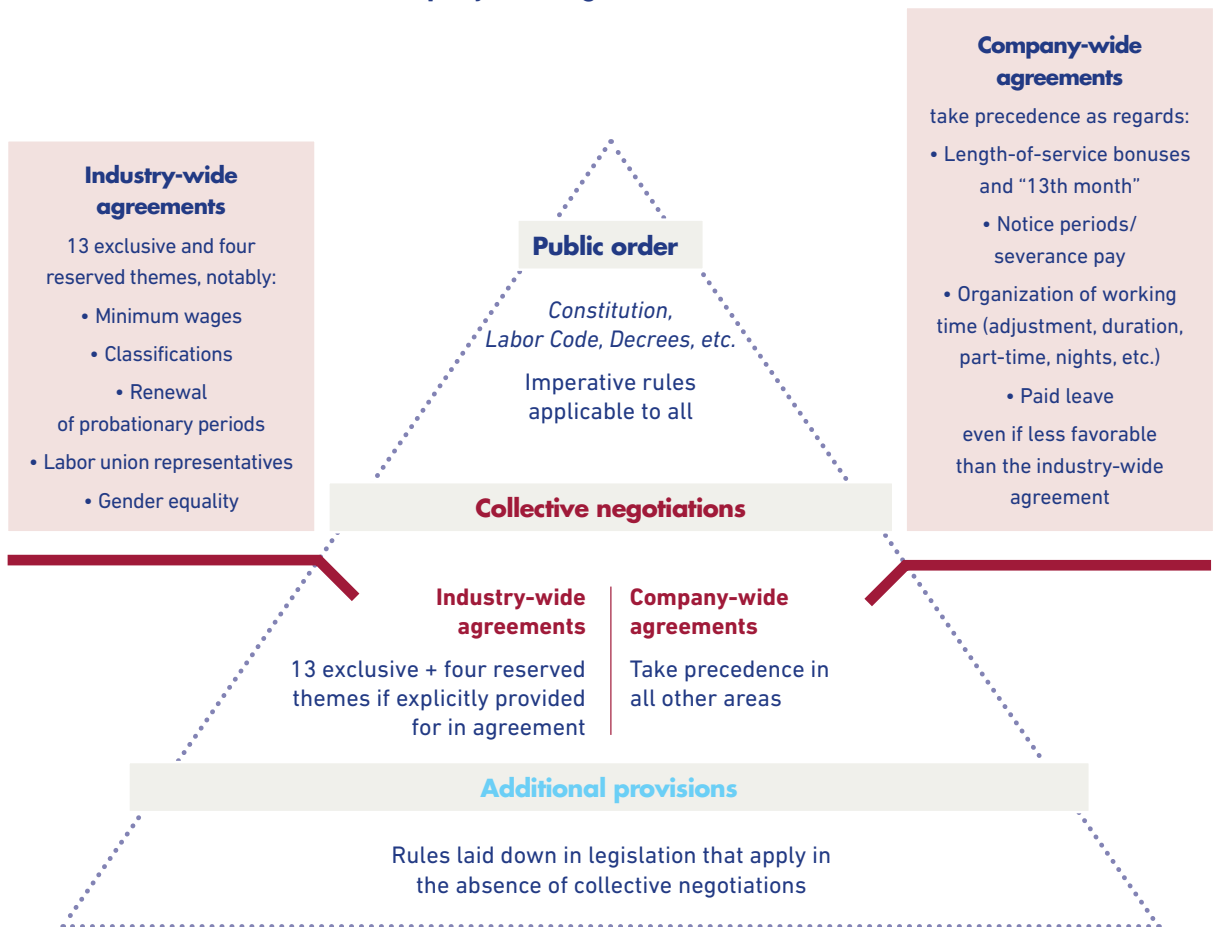 Industry-wide
agreements
13 exclusive and four
reserved themes, notably:
• Minimum wages
• Classifications
• Renewal
of probationary periods
• Labor union representatives
• Gender equality
Company-wide
agreements
take precedence as regards:
• Length-of-service bonuses
and “13th month”
• Notice periods/
severance pay
• Organization of working
time (adjustment, duration,
part-time, nights, etc.)
• Paid leave
even if less favorable
than the industry-wide
agreement
Public order
Constitution,
Labor Code, Decrees, etc.
Imperative rules
applicable to all
Collective negotiations
Industry-wide
agreements
13 exclusive + four reserved
themes if explicitly provided
for in agreement
Company-wide
agreements
Take precedence in
all other areas
Additional provisions
Rules laid down in legislation that apply in
the absence of collective negotiations